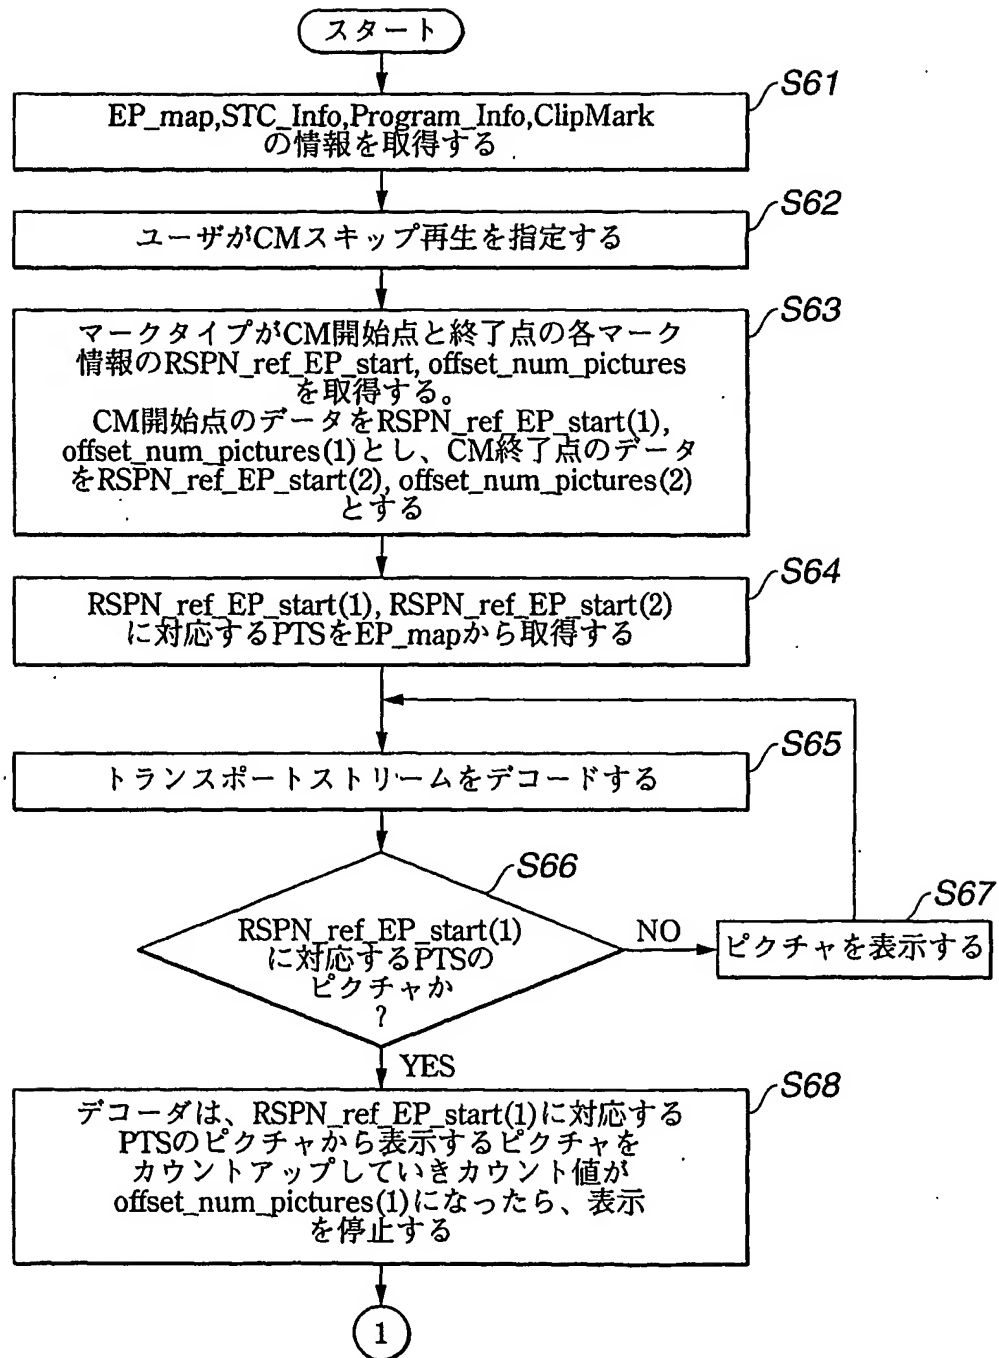 スタート
S61
EP_map,STC_Info,Program_Info,ClipMark
の情報を取得する
S62
ユーザがCMスキップ再生を指定する
S63
マークタイプがCM開始点と終了点の各マーク
情報のRSPN_ref_EP_start, offset_num_pictures
を取得する。
CM開始点のデータをRSPN_ref_EP_start(1),
offset_num_pictures(1)とし、CM終了点のデータ
をRSPN_ref_EP_start(2), offset_num_pictures(2)
とする
S64
RSPN_ref_EP_start(1), RSPN_ref_EP_start(2)
に対応するPTSをEP_mapから取得する
S65
トランスポートストリームをデコードする
S66
RSPN_ref_EP_start(1)
に対応するPTSの
ピクチャか
?
NO
S67
ピクチャを表示する
YES
S68
デコーダは、RSPN_ref_EP_start(1)に対応する
PTSのピクチャから表示するピクチャを
カウントアップしていきカウント値が
offset_num_pictures(1)になったら、表示
を停止する
1